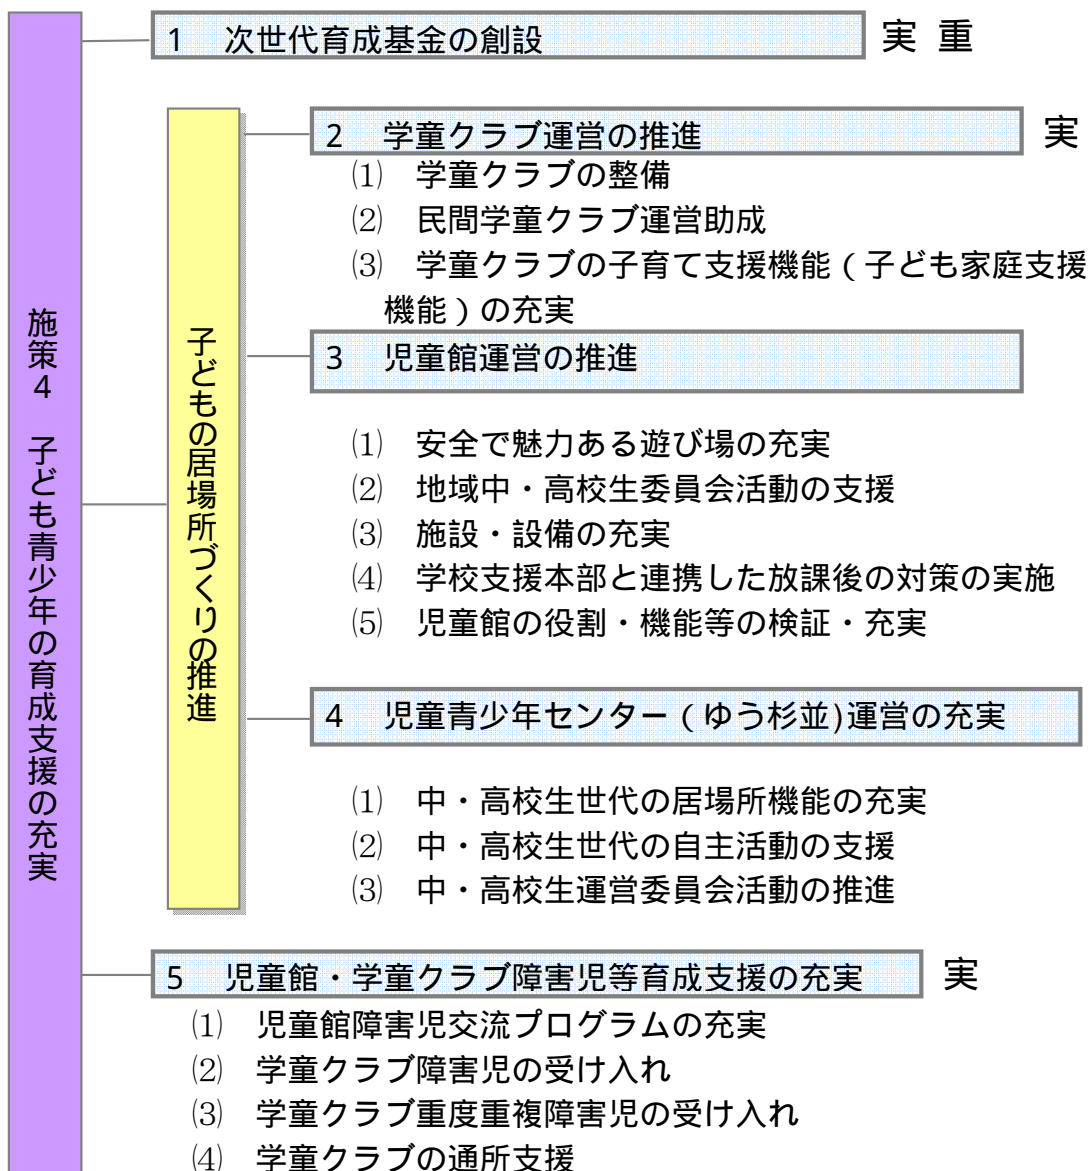 施策４　子ども青少年の育成支援の充実
1　次世代育成基金の創設　実 重
子どもの居場所づくりの推進
2　学童クラブ運営の推進　実
⑴　学童クラブの整備
⑵　民間学童クラブ運営助成
⑶　学童クラブの子育て支援機能（子ども家庭支援
機能）の充実
3　児童館運営の推進
⑴　安全で魅力ある遊び場の充実
⑵　地域中・高校生委員会活動の支援
⑶　施設・設備の充実
⑷　学校支援本部と連携した放課後の対策の実施
⑸　児童館の役割・機能等の検証・充実
4　児童青少年センター（ゆう杉並)運営の充実
⑴　中・高校生世代の居場所機能の充実
⑵　中・高校生世代の自主活動の支援
⑶　中・高校生運営委員会活動の推進
5　児童館・学童クラブ障害児等育成支援の充実　実
⑴　児童館障害児交流プログラムの充実
⑵　学童クラブ障害児の受け入れ
⑶　学童クラブ重度重複障害児の受け入れ
⑷　学童クラブの通所支援